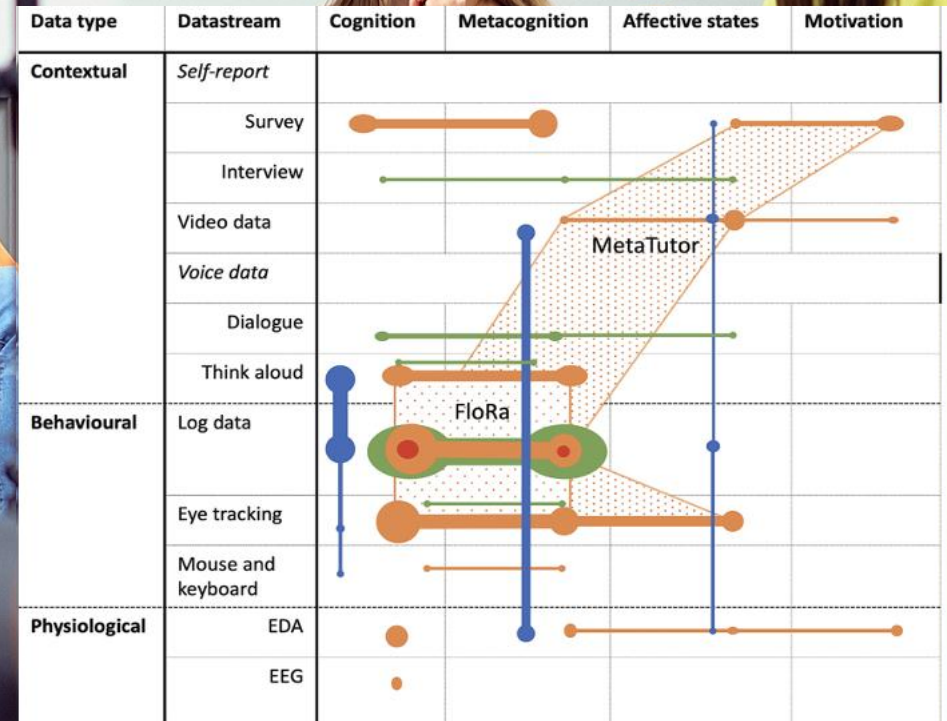 Data type Datastream Cognition Metacognition Affective states Motivation
Contextual Self-report
Survey
Interview
Video data
MetaTutor
Voice data
Dialogue
Think aloud
FloRa
Behavioural Log data
Eye tracking
Mouse and
keyboard
Physiological EDA
EEG